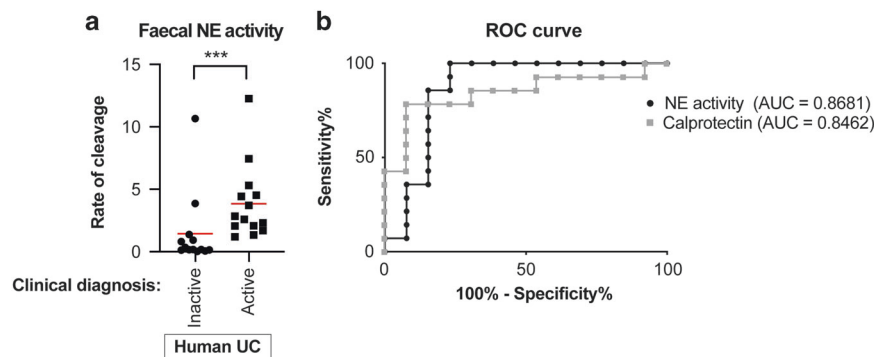 a
Faecal NE activity
***
15
10
5
0
Rate of cleavage
Clinical diagnosis:
Inactive
Active
Human UC
b
ROC curve
100
50
0
Sensitivity%
0
50
100
100% - Specificity%
NE activity (AUC = 0.8681)
Calprotectin (AUC = 0.8462)